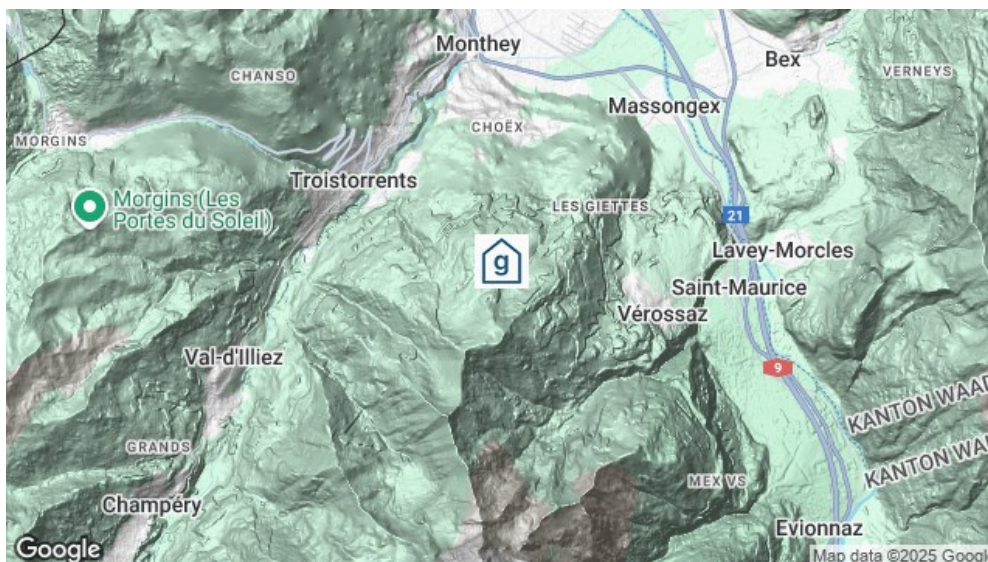 Monthey
Bex
CHANSO
VERNEYS
Massongex
CHOËX
MORGINS
Troistorrents
Morgins (Les
Portes du Soleil)
LES GIETTES
21
g
Lavey-Morcles
Saint-Maurice
Vérossaz
Val-d'Illiez
9
KANTON WAAD
GRANDS
KANTON WA
MEX VS
Champéry
Evionnaz
Google
Map data ©2025 Google